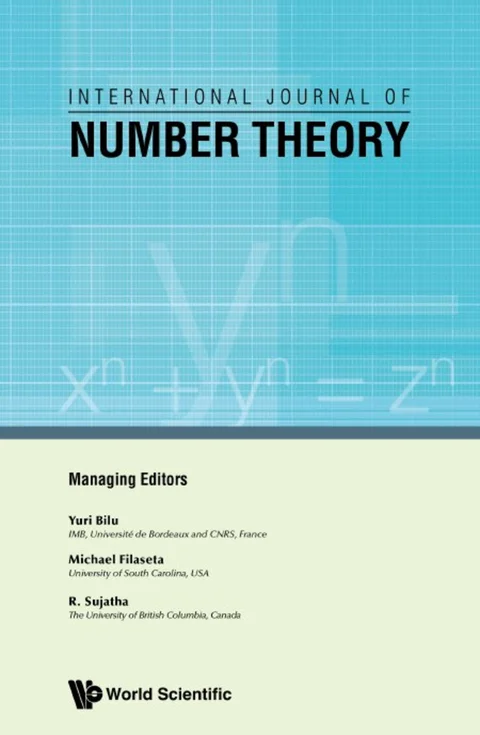 INTERNATIONAL JOURNAL OF
NUMBER THEORY
yⁿ
xⁿ + yⁿ = zⁿ
Managing Editors
Yuri Bilu
IMB, Université de Bordeaux and CNRS, France
Michael Filaseta
University of South Carolina, USA
R. Sujatha
The University of British Columbia, Canada
World Scientific